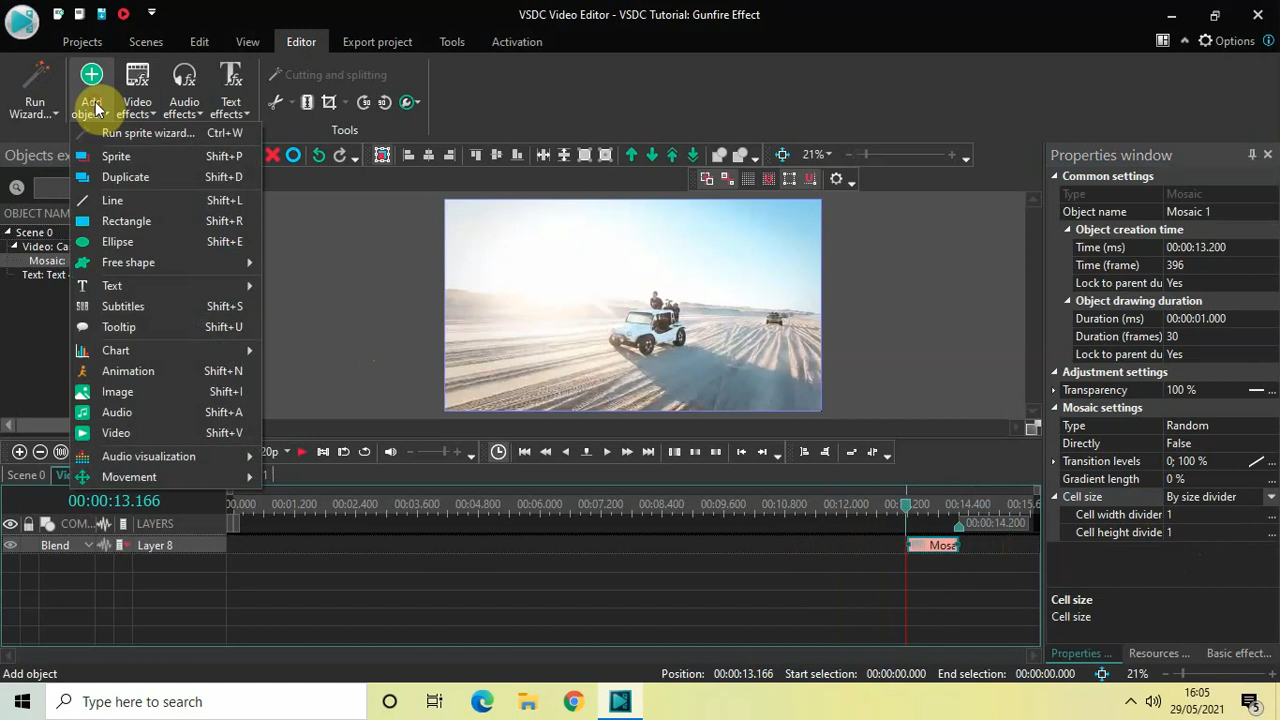 VSDC Video Editor - VSDC Tutorial: Gunfire Effect
Projects Scenes Edit View Editor Export project Tools Activation Options
Run Wizard... Add object Video effects Audio effects Text effects Cutting and splitting
Tools
Run sprite wizard... Ctrl+W
Sprite Shift+P
Duplicate Shift+D
Line Shift+L
Rectangle Shift+R
Ellipse Shift+E
Free shape
Text
Subtitles Shift+S
Tooltip Shift+U
Chart
Animation Shift+N
Image Shift+I
Audio Shift+A
Video Shift+V
Audio visualization
Movement
Objects ex
OBJECT NAME
Scene 0
Video: Ca
Mosaic:
Text: Text
21%
Properties window
Common settings
Type Mosaic
Object name Mosaic 1
Object creation time
Time (ms) 00:00:13.200
Time (frame) 396
Lock to parent du Yes
Object drawing duration
Duration (ms) 00:00:01.000
Duration (frames) 30
Lock to parent du Yes
Adjustment settings
Transparency 100 %
Mosaic settings
Type Random
Directly False
Transition levels 0; 100 %
Gradient length 0 %
Cell size By size divider
Cell width divider 1 ...
Cell height divide 1 ...
Cell size
Cell size
Properties ... Resources ... Basic effect...
20p
Scene 0 Vi 1
00:00:13.166
0.000 00:01.200 00:02.400 00:03.600 00:04.800 00:06.000 00:07.200 00:08.400 00:09.600 00:10.800 00:12.000 00:14.400 00:15.6
00:00:14.200
COM... LAYERS
Blend Layer 8 Mosa
Add object Position: 00:00:13.166 Start selection: 00:00:00.000 End selection: 00:00:00.000 21%
Type here to search
16:05
29/05/2021
5